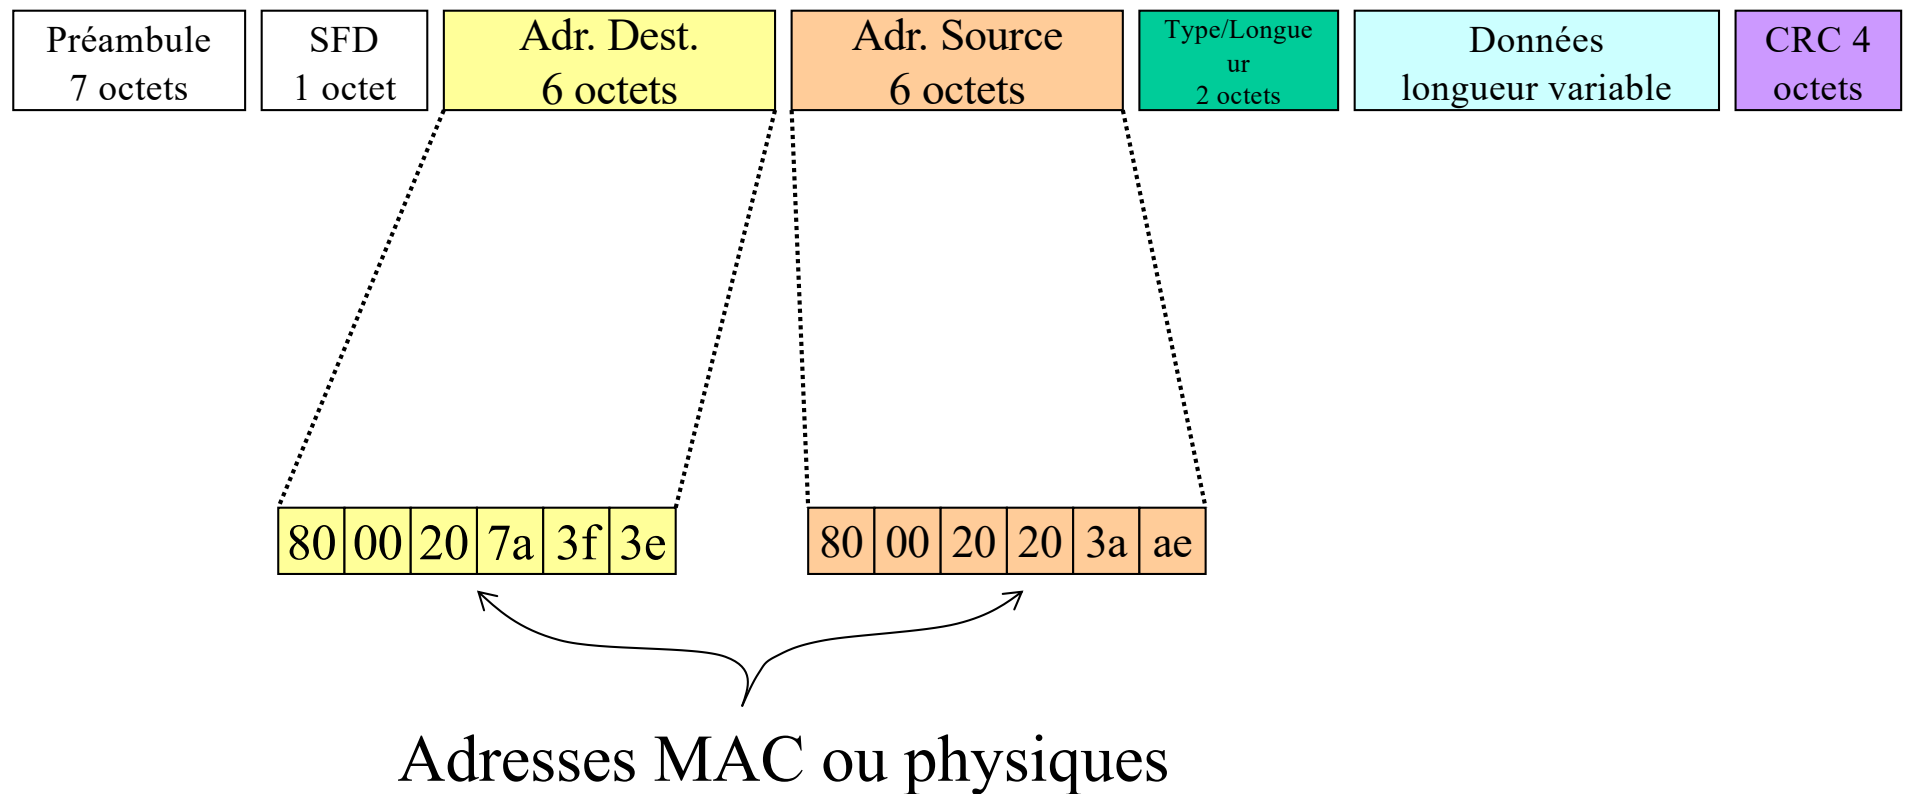 Préambule
7 octets
SFD
1 octet
Adr. Dest.
6 octets
Adr. Source
6 octets
Type/Longue
ur
2 octets
Données
longueur variable
CRC 4
octets
80 00 20 7a 3f 3e
80 00 20 20 3a ae
Adresses MAC ou physiques